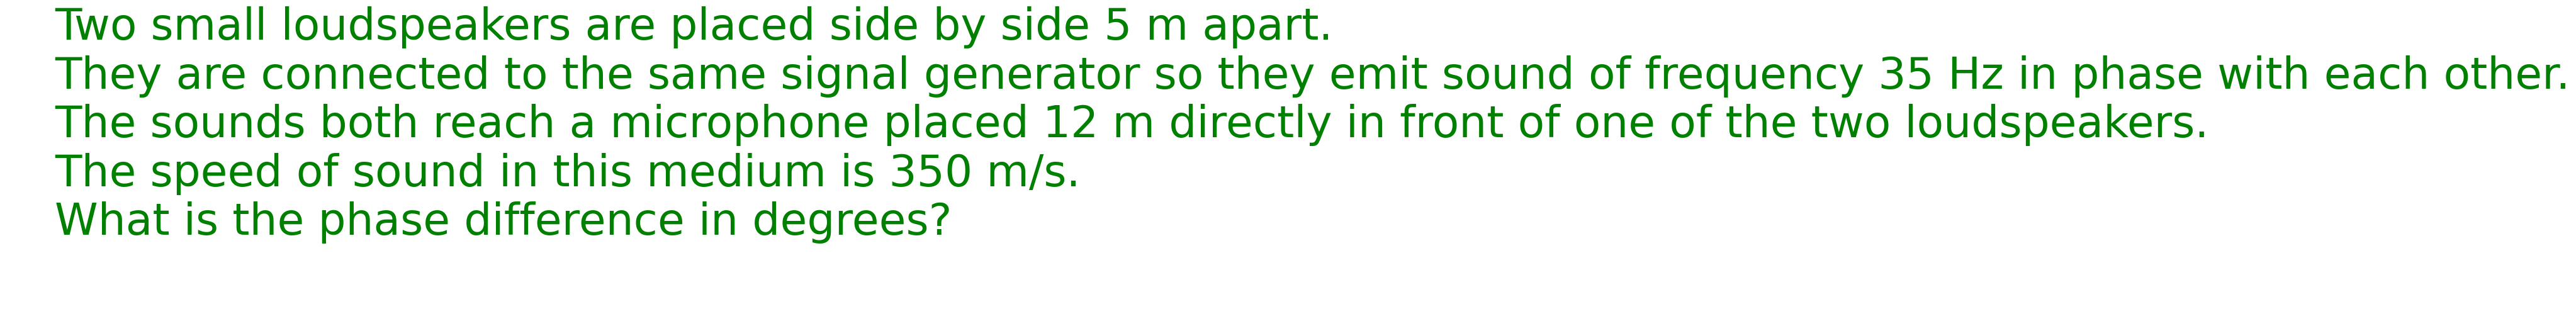 Two small loudspeakers are placed side by side 5 m apart.
They are connected to the same signal generator so they emit sound of frequency 35 Hz in phase with each other.
The sounds both reach a microphone placed 12 m directly in front of one of the two loudspeakers.
The speed of sound in this medium is 350 m/s.
What is the phase difference in degrees?